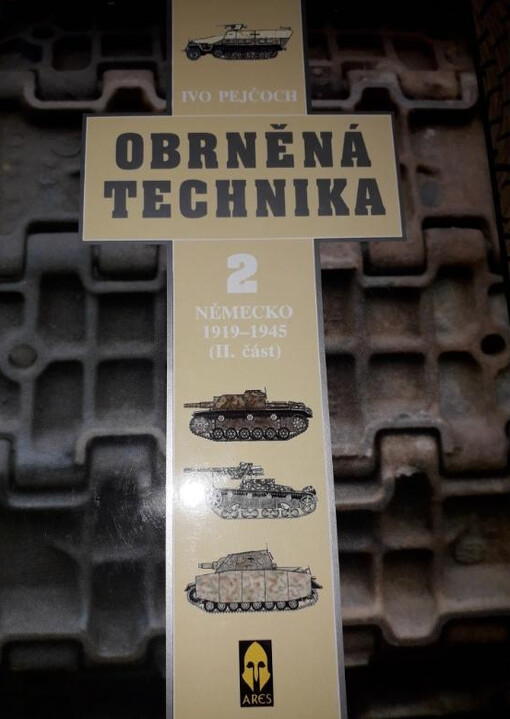 IVO PEJČOCH
OBRNĚNÁ
TECHNIKA
2
NĚMECKO
1919–1945
(II. část)
ARES